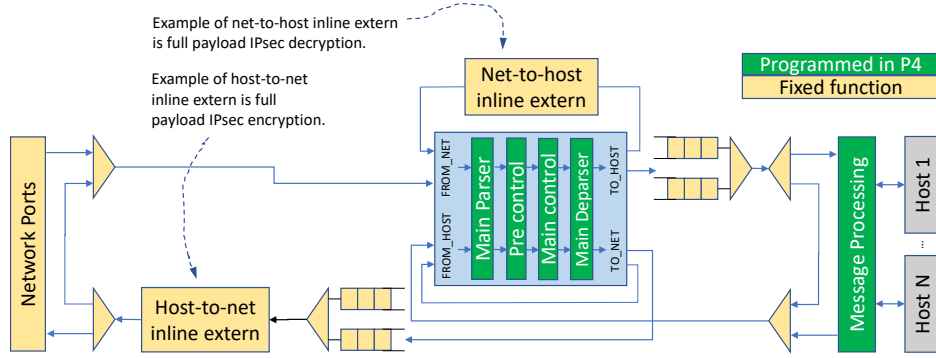 Example of net-to-host inline extern
is full payload IPsec decryption.
Example of host-to-net
inline extern is full
payload IPsec encryption.
Net-to-host
inline extern
Programmed in P4
Fixed function
Network Ports
FROM_NET
FROM_HOST
Main Parser
Pre control
Main control
Main Deparser
TO_HOST
TO_NET
Message Processing
Host 1
...
Host N
Host-to-net
inline extern